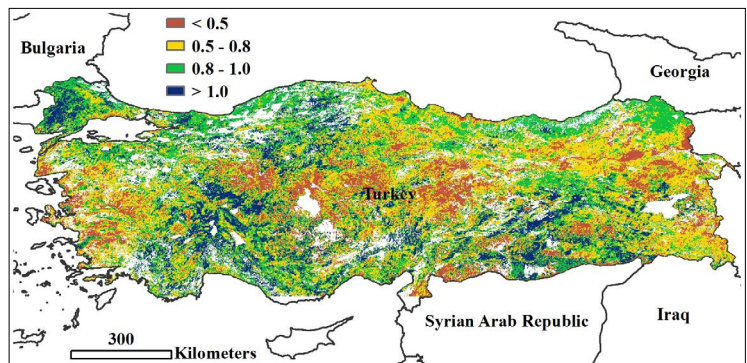 Bulgaria
< 0.5
0.5 - 0.8
0.8 - 1.0
> 1.0
Georgia
Turkey
Syrian Arab Republic
Iraq
300
Kilometers